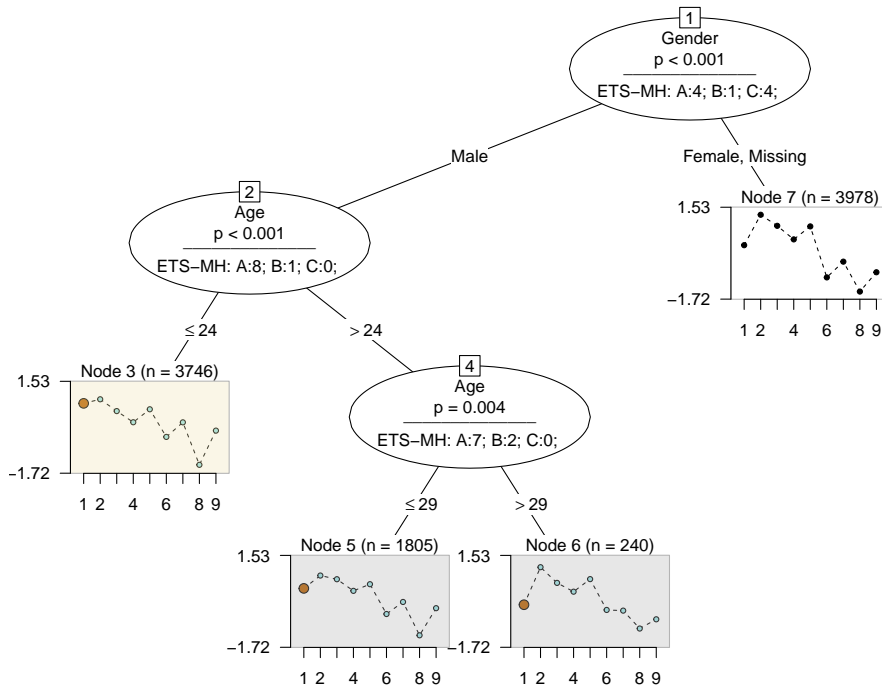 1
Gender
p < 0.001
ETS−MH: A:4; B:1; C:4;
Male
Female, Missing
2
Age
p < 0.001
ETS−MH: A:8; B:1; C:0;
Node 7 (n = 3978)
1.53
−1.72
1 2 4 6 8 9
≤ 24
> 24
Node 3 (n = 3746)
1.53
−1.72
1 2 4 6 8 9
4
Age
p = 0.004
ETS−MH: A:7; B:2; C:0;
≤ 29
> 29
Node 5 (n = 1805)
1.53
−1.72
1 2 4 6 8 9
Node 6 (n = 240)
1.53
−1.72
1 2 4 6 8 9